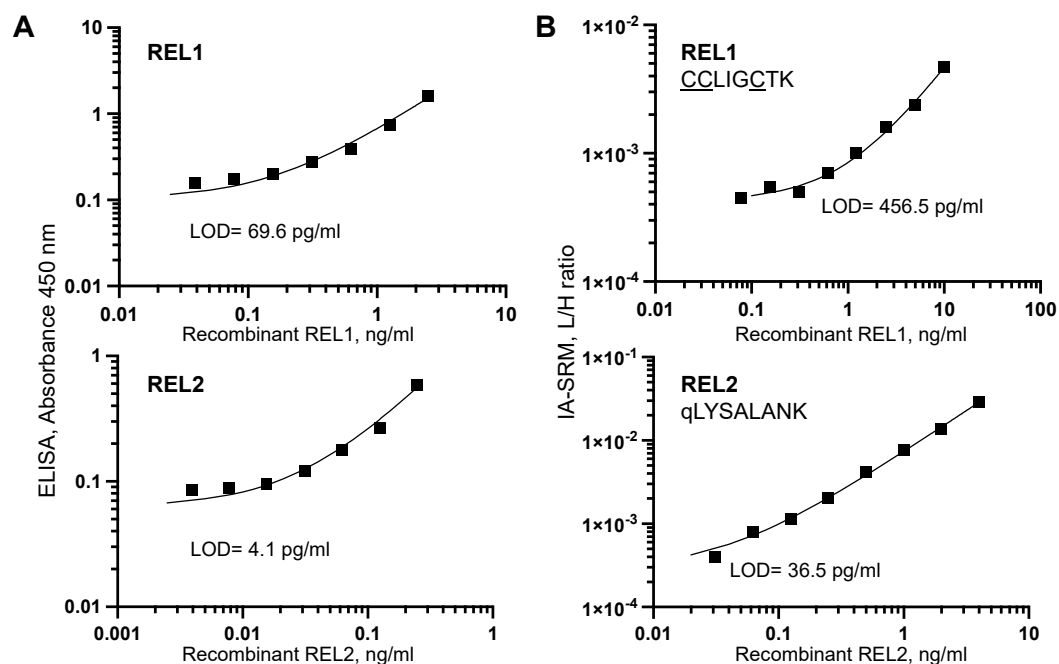 A
ELISA, Absorbance 450 nm
REL1
10
1
0.1
0.01
LOD= 69.6 pg/ml
0.01 0.1 1 10
Recombinant REL1, ng/ml
REL2
1
0.1
0.01
LOD= 4.1 pg/ml
0.001 0.01 0.1 1
Recombinant REL2, ng/ml
B
IA-SRM, L/H ratio
REL1
CCLIGCTK
1×10⁻²
1×10⁻³
1×10⁻⁴
LOD= 456.5 pg/ml
0.01 0.1 1 10 100
Recombinant REL1, ng/ml
REL2
qLYSALANK
1×10⁻¹
1×10⁻²
1×10⁻³
1×10⁻⁴
LOD= 36.5 pg/ml
0.01 0.1 1 10
Recombinant REL2, ng/ml